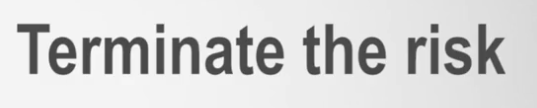 Terminate the risk